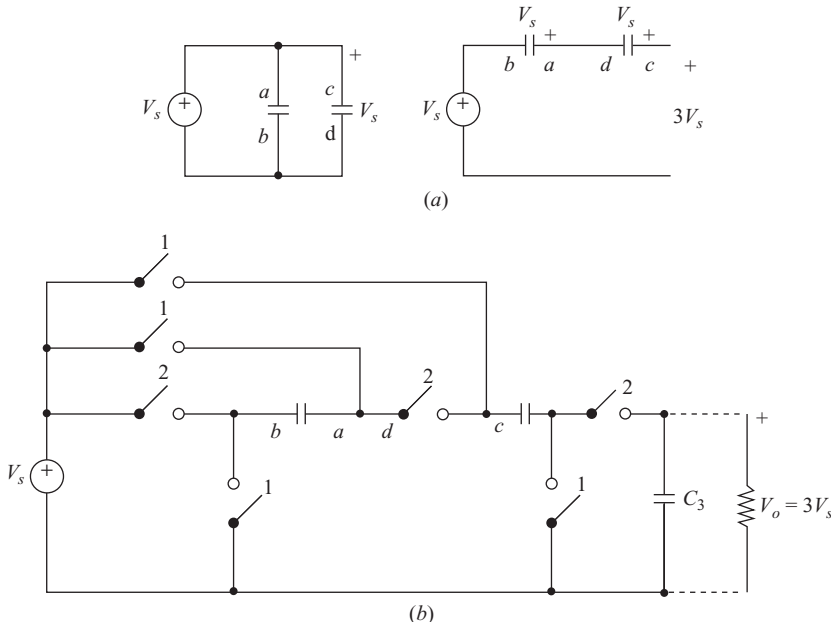 V_s V_s
+ + +
a c b a d c +
V_s + V_s V_s + 3V_s
b d
(a)
1
1
2 2 2
+
b a d c
V_s + 1 1 C_3 V_o = 3V_s
(b)